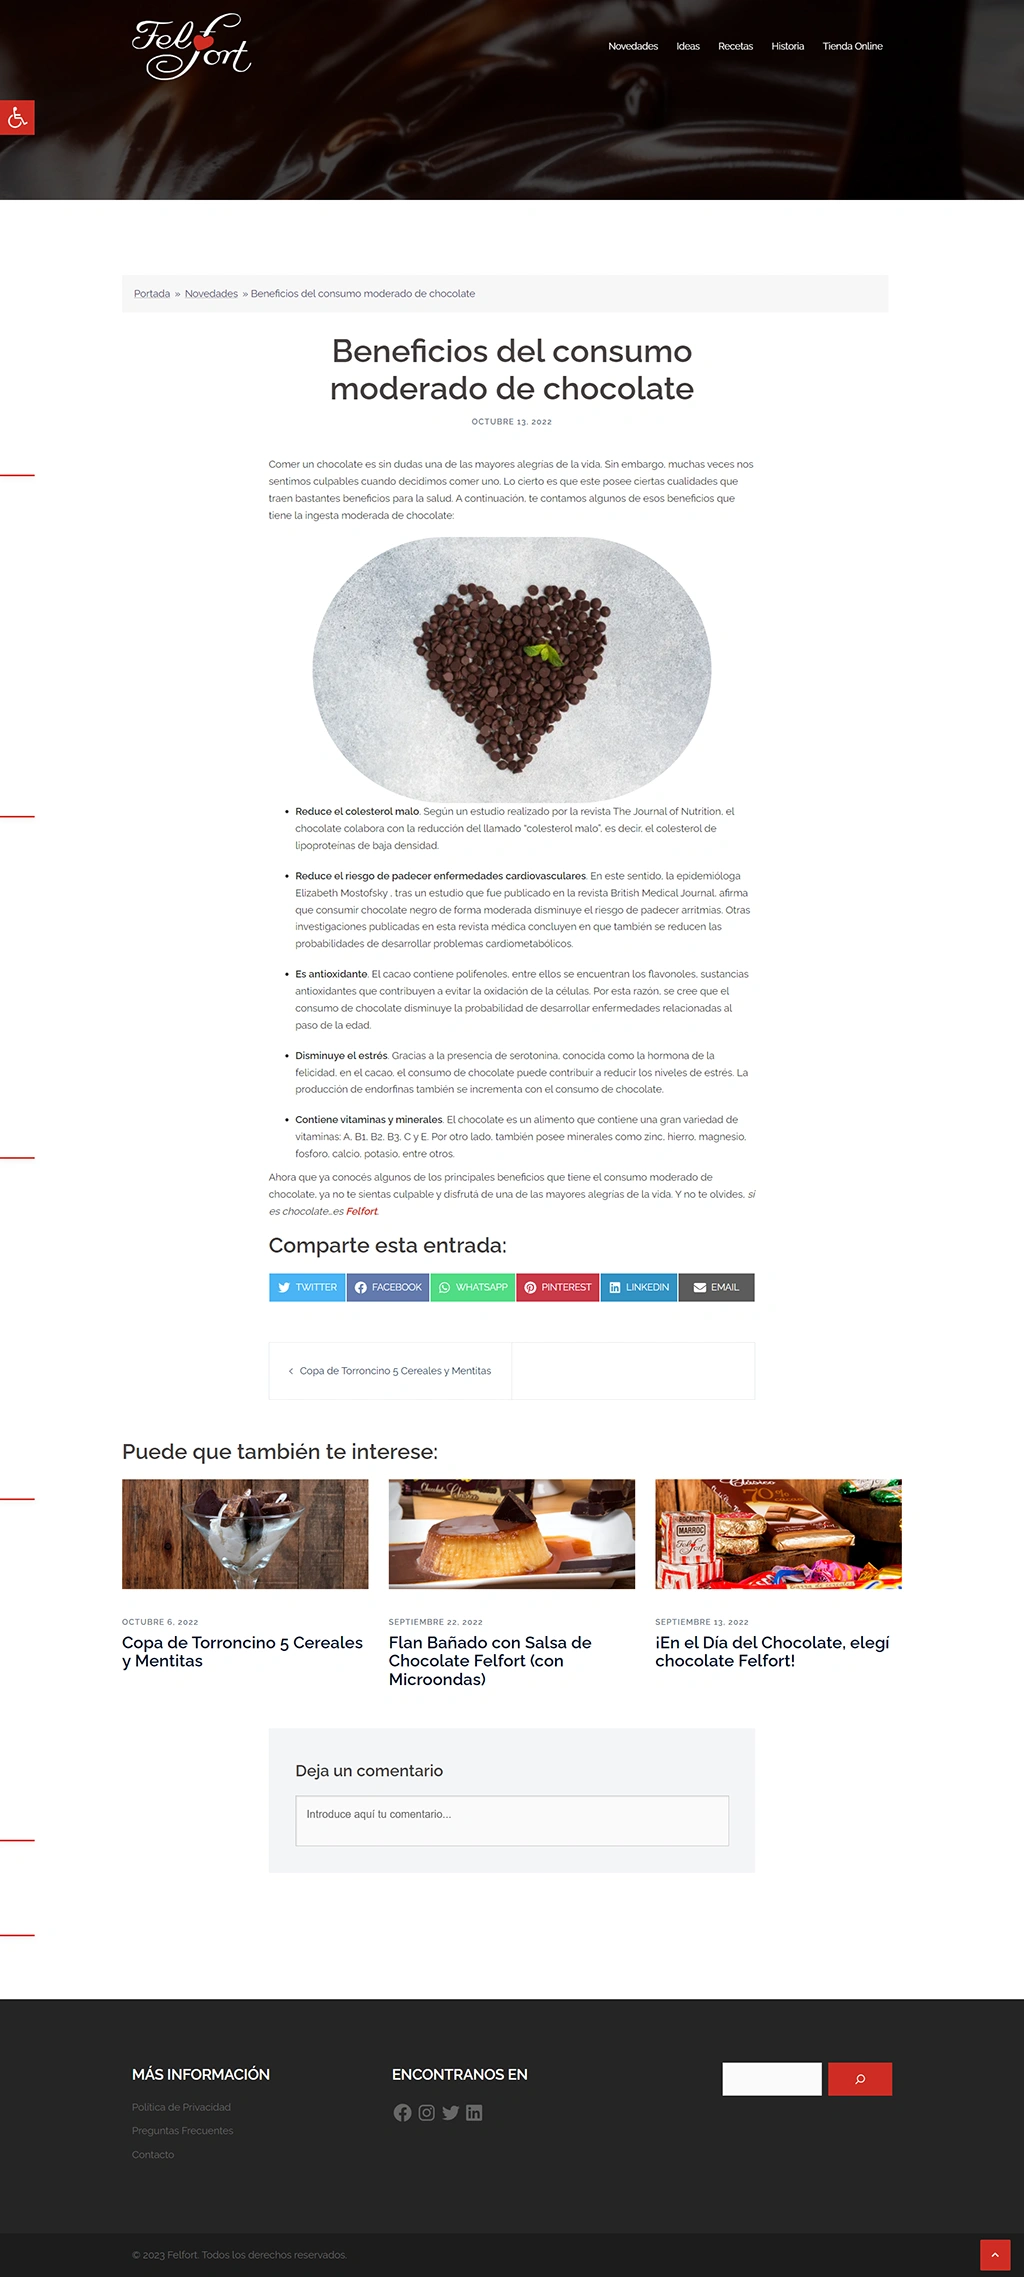 Felfort
Novedades Ideas Recetas Historia Tienda Online
Portada » Novedades » Beneficios del consumo moderado de chocolate
Beneficios del consumo
moderado de chocolate
OCTUBRE 13, 2022
Comer un chocolate es sin dudas una de las mayores alegrías de la vida. Sin embargo, muchas veces nos
sentimos culpables cuando decidimos comer uno. Lo cierto es que este posee ciertas cualidades que
traen bastantes beneficios para la salud. A continuación, te contamos algunos de esos beneficios que
tiene la ingesta moderada de chocolate:
• Reduce el colesterol malo. Según un estudio realizado por la revista The Journal of Nutrition, el
chocolate colabora con la reducción del llamado "colesterol malo", es decir, el colesterol de
lipoproteínas de baja densidad.
• Reduce el riesgo de padecer enfermedades cardiovasculares. En este sentido, la epidemióloga
Elizabeth Mostofsky , tras un estudio que fue publicado en la revista British Medical Journal, afirma
que consumir chocolate negro de forma moderada disminuye el riesgo de padecer arritmias. Otras
investigaciones publicadas en esta revista médica concluyen en que también se reducen las
probabilidades de desarrollar problemas cardiometabólicos.
• Es antioxidante. El cacao contiene polifenoles, entre ellos se encuentran los flavonoles, sustancias
antioxidantes que contribuyen a evitar la oxidación de la células. Por esta razón, se cree que el
consumo de chocolate disminuye la probabilidad de desarrollar enfermedades relacionadas al
paso de la edad.
• Disminuye el estrés. Gracias a la presencia de serotonina, conocida como la hormona de la
felicidad, en el cacao, el consumo de chocolate puede contribuir a reducir los niveles de estrés. La
producción de endorfinas también se incrementa con el consumo de chocolate.
• Contiene vitaminas y minerales. El chocolate es un alimento que contiene una gran variedad de
vitaminas: A, B1, B2, B3, C y E. Por otro lado, también posee minerales como zinc, hierro, magnesio,
fosforo, calcio, potasio, entre otros.
Ahora que ya conocés algunos de los principales beneficios que tiene el consumo moderado de
chocolate, ya no te sientas culpable y disfrutá de una de las mayores alegrías de la vida. Y no te olvides, si
es chocolate…es Felfort.
Comparte esta entrada:
TWITTER FACEBOOK WHATSAPP PINTEREST LINKEDIN EMAIL
Copa de Torroncino 5 Cereales y Mentitas
Puede que también te interese:
Clásico
70%
BOCADITO
MARROC
Felfort
OCTUBRE 6, 2022
Copa de Torroncino 5 Cereales
y Mentitas
SEPTIEMBRE 22, 2022
Flan Bañado con Salsa de
Chocolate Felfort (con
Microondas)
SEPTIEMBRE 13, 2022
¡En el Día del Chocolate, elegí
chocolate Felfort!
Deja un comentario
Introduce aquí tu comentario...
MÁS INFORMACIÓN
Política de Privacidad
Preguntas Frecuentes
Contacto
ENCONTRANOS EN
© 2023 Felfort. Todos los derechos reservados.